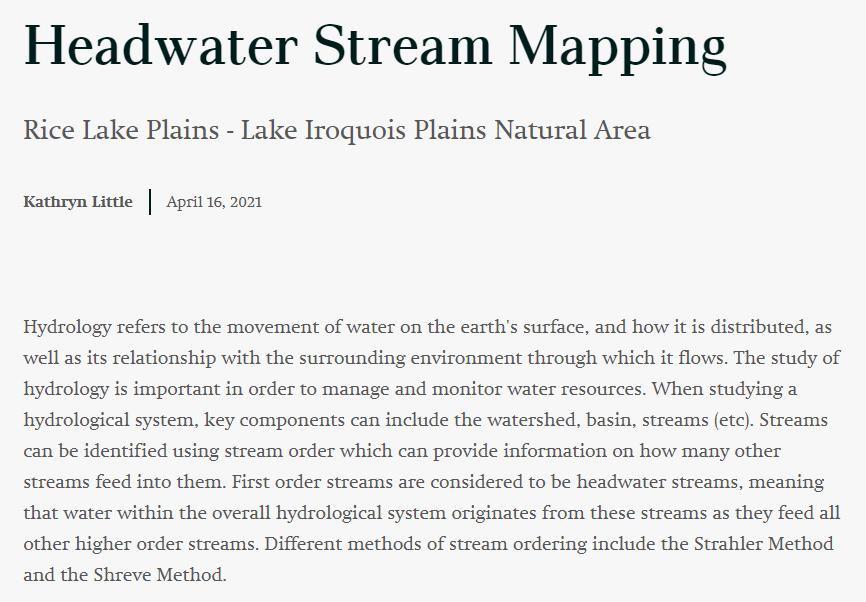 Headwater Stream Mapping
Rice Lake Plains - Lake Iroquois Plains Natural Area
Kathryn Little | April 16, 2021
Hydrology refers to the movement of water on the earth's surface, and how it is distributed, as
well as its relationship with the surrounding environment through which it flows. The study of
hydrology is important in order to manage and monitor water resources. When studying a
hydrological system, key components can include the watershed, basin, streams (etc). Streams
can be identified using stream order which can provide information on how many other
streams feed into them. First order streams are considered to be headwater streams, meaning
that water within the overall hydrological system originates from these streams as they feed all
other higher order streams. Different methods of stream ordering include the Strahler Method
and the Shreve Method.